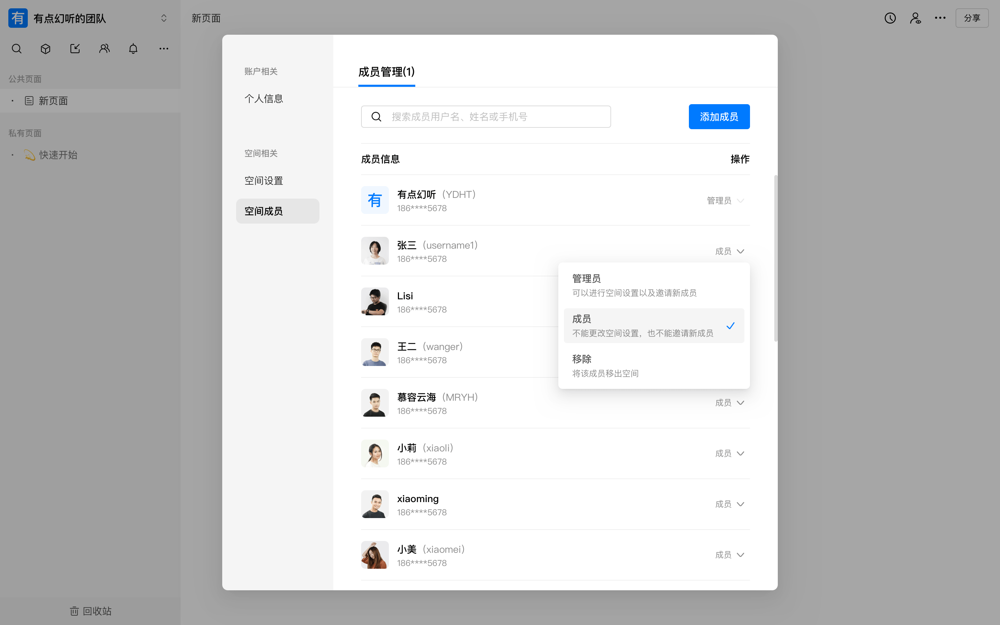 有 有点幻听的团队
新页面
分享
公共页面
新页面
私有页面
快速开始
回收站
账户相关
个人信息
空间相关
空间设置
空间成员
成员管理(1)
搜索成员用户名、姓名或手机号
添加成员
成员信息
操作
有
有点幻听（YDHT）
186****5678
管理员
张三（username1）
186****5678
成员
管理员
可以进行空间设置以及邀请新成员
成员
不能更改空间设置，也不能邀请新成员
移除
将该成员移出空间
Lisi
186****5678
王二（wanger）
186****5678
慕容云海（MRYH）
186****5678
成员
小莉（xiaoli）
186****5678
成员
xiaoming
186****5678
成员
小美（xiaomei）
186****5678
成员